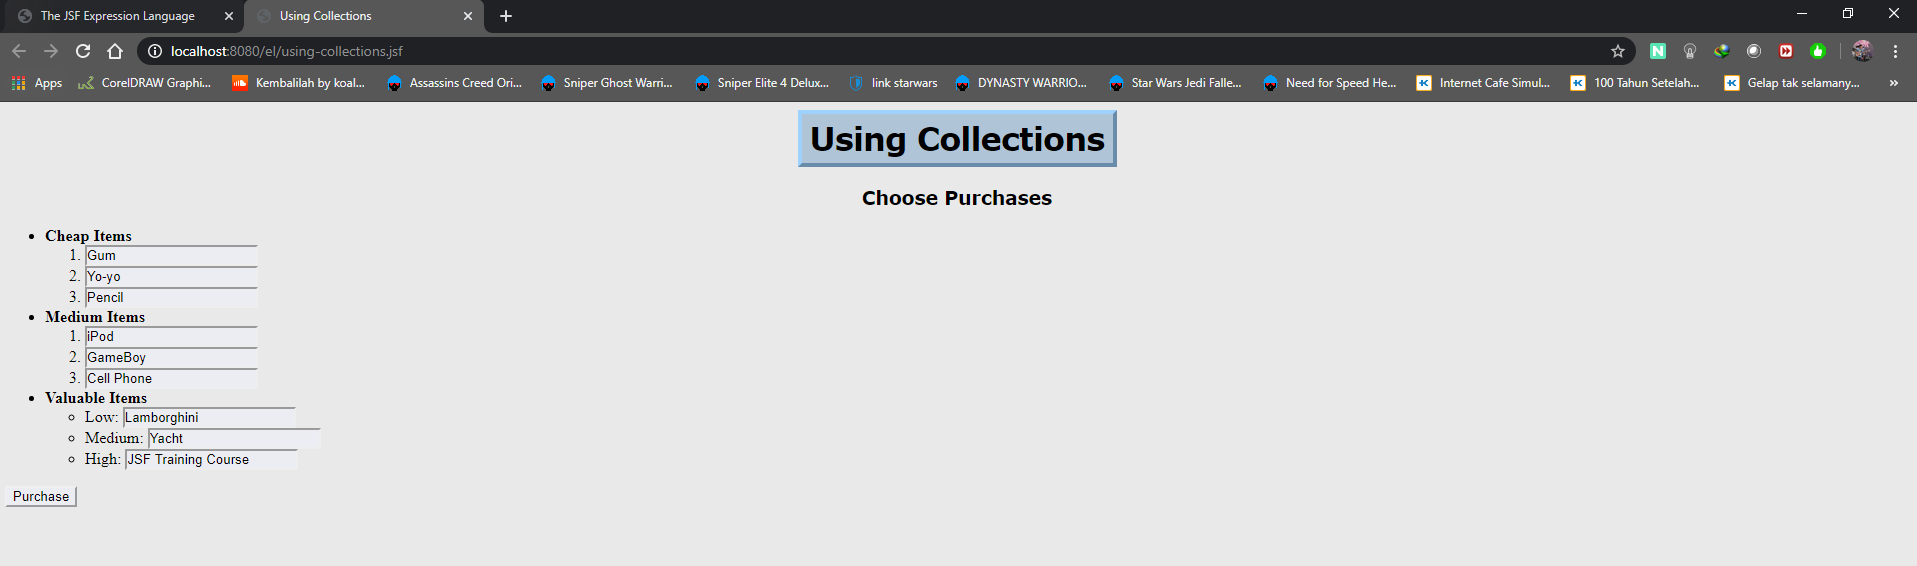 The JSF Expression Language
Using Collections
localhost:8080/el/using-collections.jsf
Apps CorelDRAW Graphi... Kembalilah by koal... Assassins Creed Ori... Sniper Ghost Warri... Sniper Elite 4 Delux... link starwars DYNASTY WARRIO... Star Wars Jedi Falle... Need for Speed He... Internet Cafe Simul... 100 Tahun Setelah... Gelap tak selamany... »
Using Collections
Choose Purchases
• Cheap Items
1. Gum
2. Yo-yo
3. Pencil
• Medium Items
1. iPod
2. GameBoy
3. Cell Phone
• Valuable Items
◦ Low: Lamborghini
◦ Medium: Yacht
◦ High: JSF Training Course
Purchase